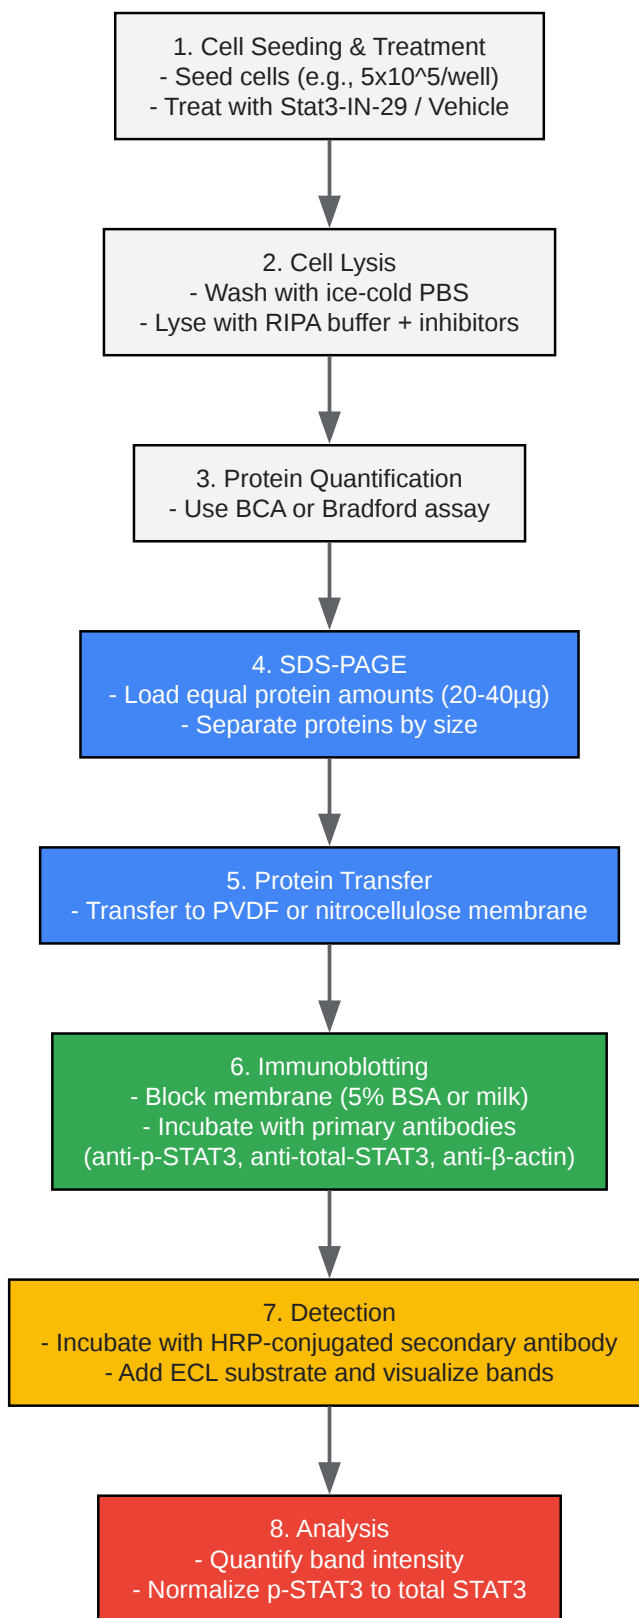 1. Cell Seeding & Treatment
- Seed cells (e.g., 5x10^5/well)
- Treat with Stat3-IN-29 / Vehicle
2. Cell Lysis
- Wash with ice-cold PBS
- Lyse with RIPA buffer + inhibitors
3. Protein Quantification
- Use BCA or Bradford assay
4. SDS-PAGE
- Load equal protein amounts (20-40µg)
- Separate proteins by size
5. Protein Transfer
- Transfer to PVDF or nitrocellulose membrane
6. Immunoblotting
- Block membrane (5% BSA or milk)
- Incubate with primary antibodies
(anti-p-STAT3, anti-total-STAT3, anti-β-actin)
7. Detection
- Incubate with HRP-conjugated secondary antibody
- Add ECL substrate and visualize bands
8. Analysis
- Quantify band intensity
- Normalize p-STAT3 to total STAT3